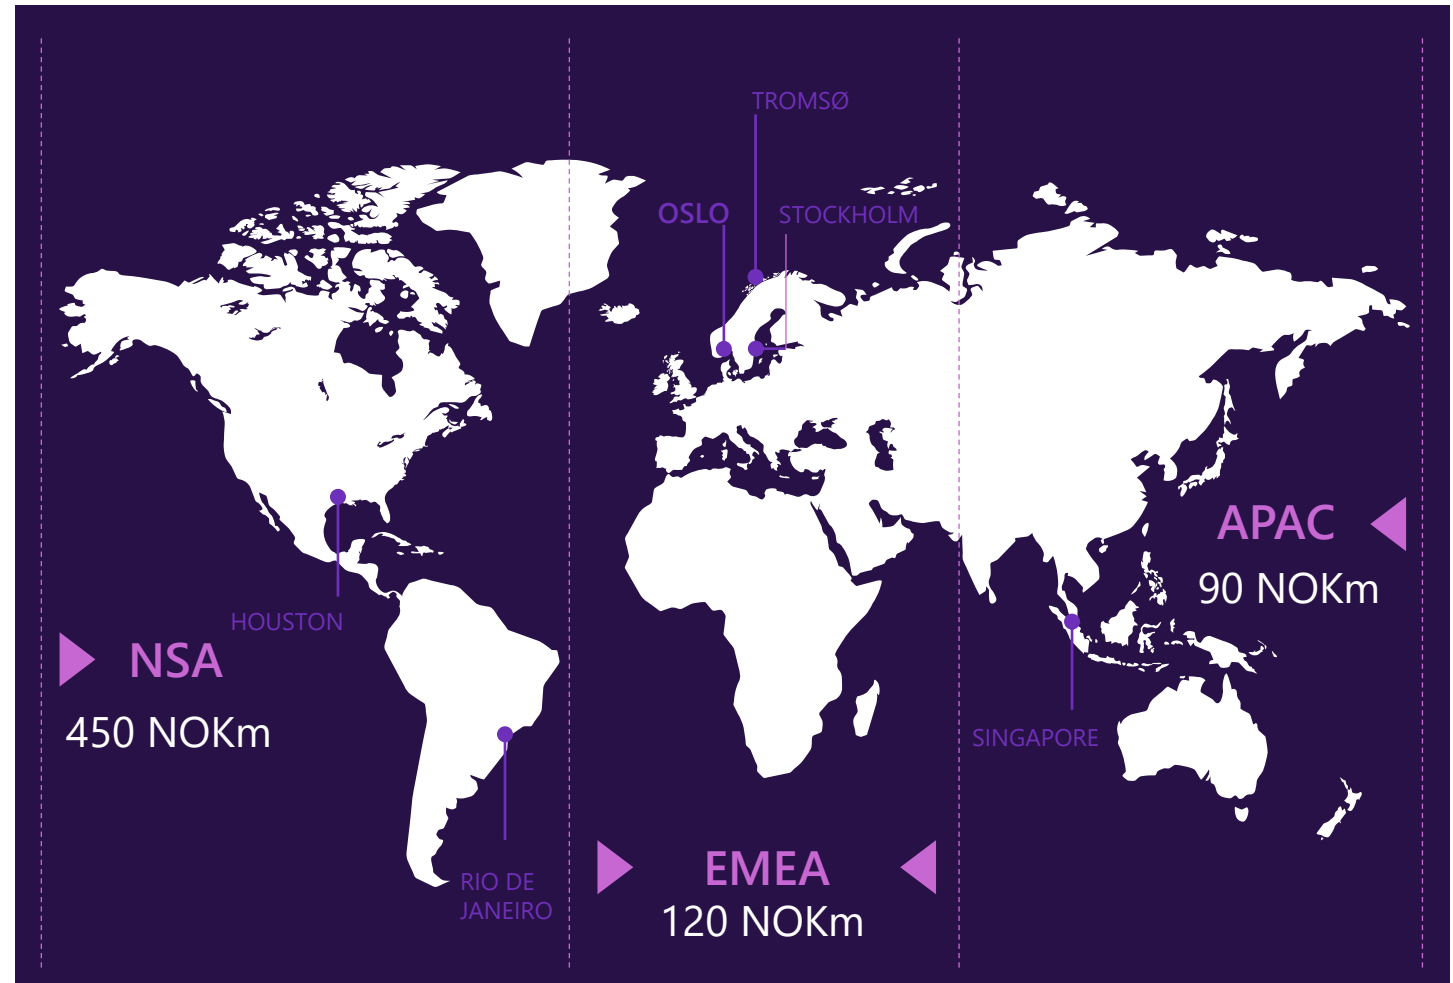 TROMSØ
OSLO
STOCKHOLM
APAC
90 NOKm
HOUSTON
NSA
450 NOKm
SINGAPORE
EMEA
120 NOKm
RIO DE
JANEIRO